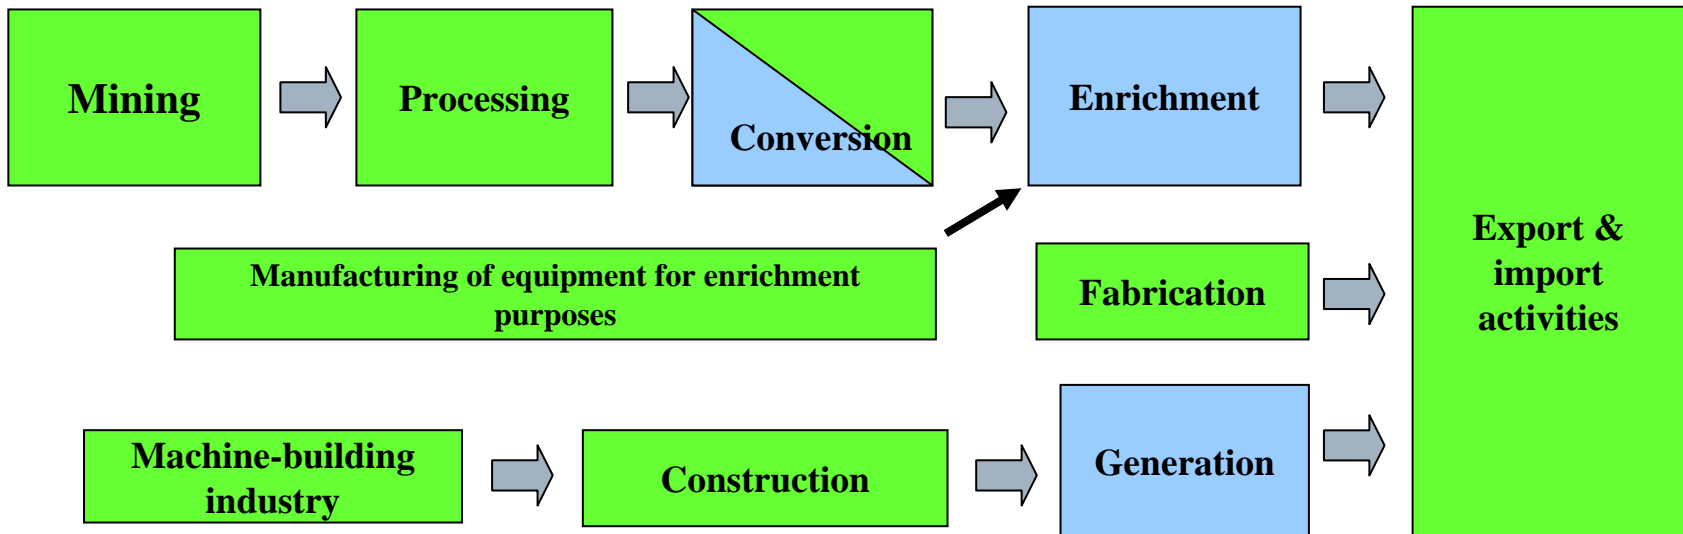 Mining
Processing
Conversion
Enrichment
Export &
import
activities
Manufacturing of equipment for enrichment
purposes
Fabrication
Machine-building
industry
Construction
Generation